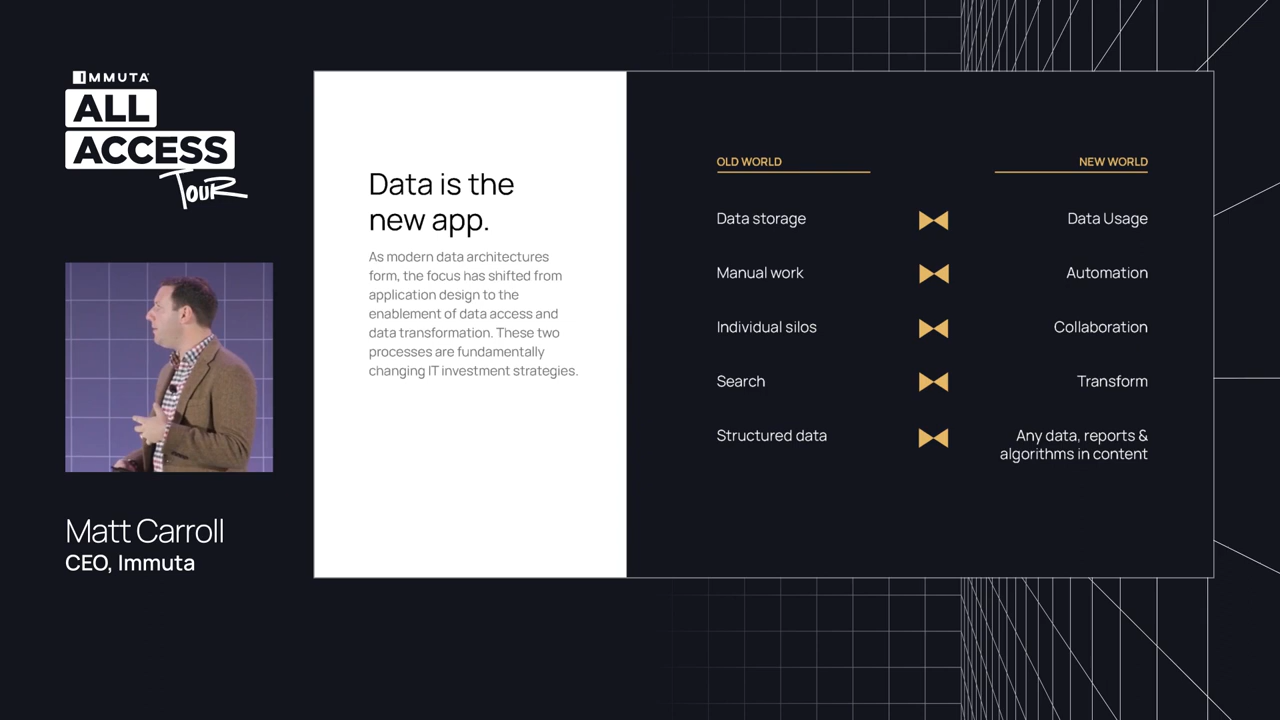 IMMUTA
ALL
ACCESS
TOUR
Matt Carroll
CEO, Immuta
Data is the
new app.
As modern data architectures
form, the focus has shifted from
application design to the
enablement of data access and
data transformation. These two
processes are fundamentally
changing IT investment strategies.
OLD WORLD NEW WORLD
Data storage Data Usage
Manual work Automation
Individual silos Collaboration
Search Transform
Structured data Any data, reports &
algorithms in content